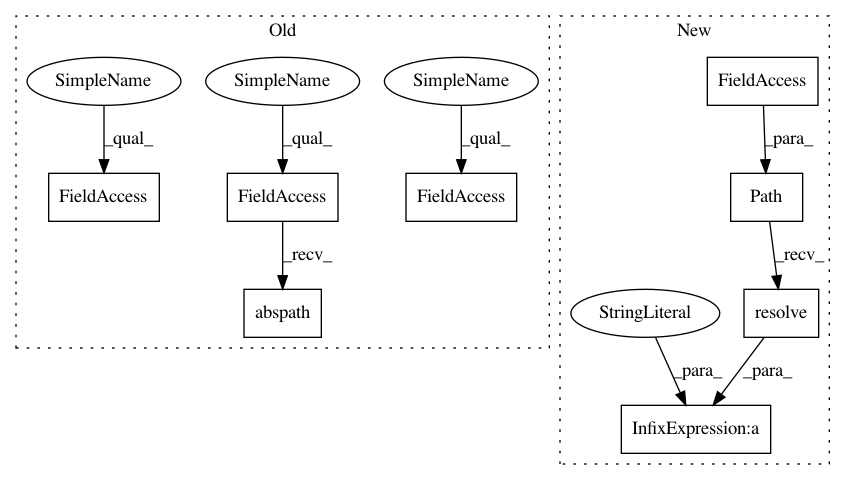 Old
New
SimpleName
SimpleName
SimpleName
FieldAccess
_qual_
_qual_
_qual_
_para_
FieldAccess
FieldAccess
FieldAccess
Path
_recv_
_recv_
abspath
StringLiteral
resolve
_para_
_para_
InfixExpression:a